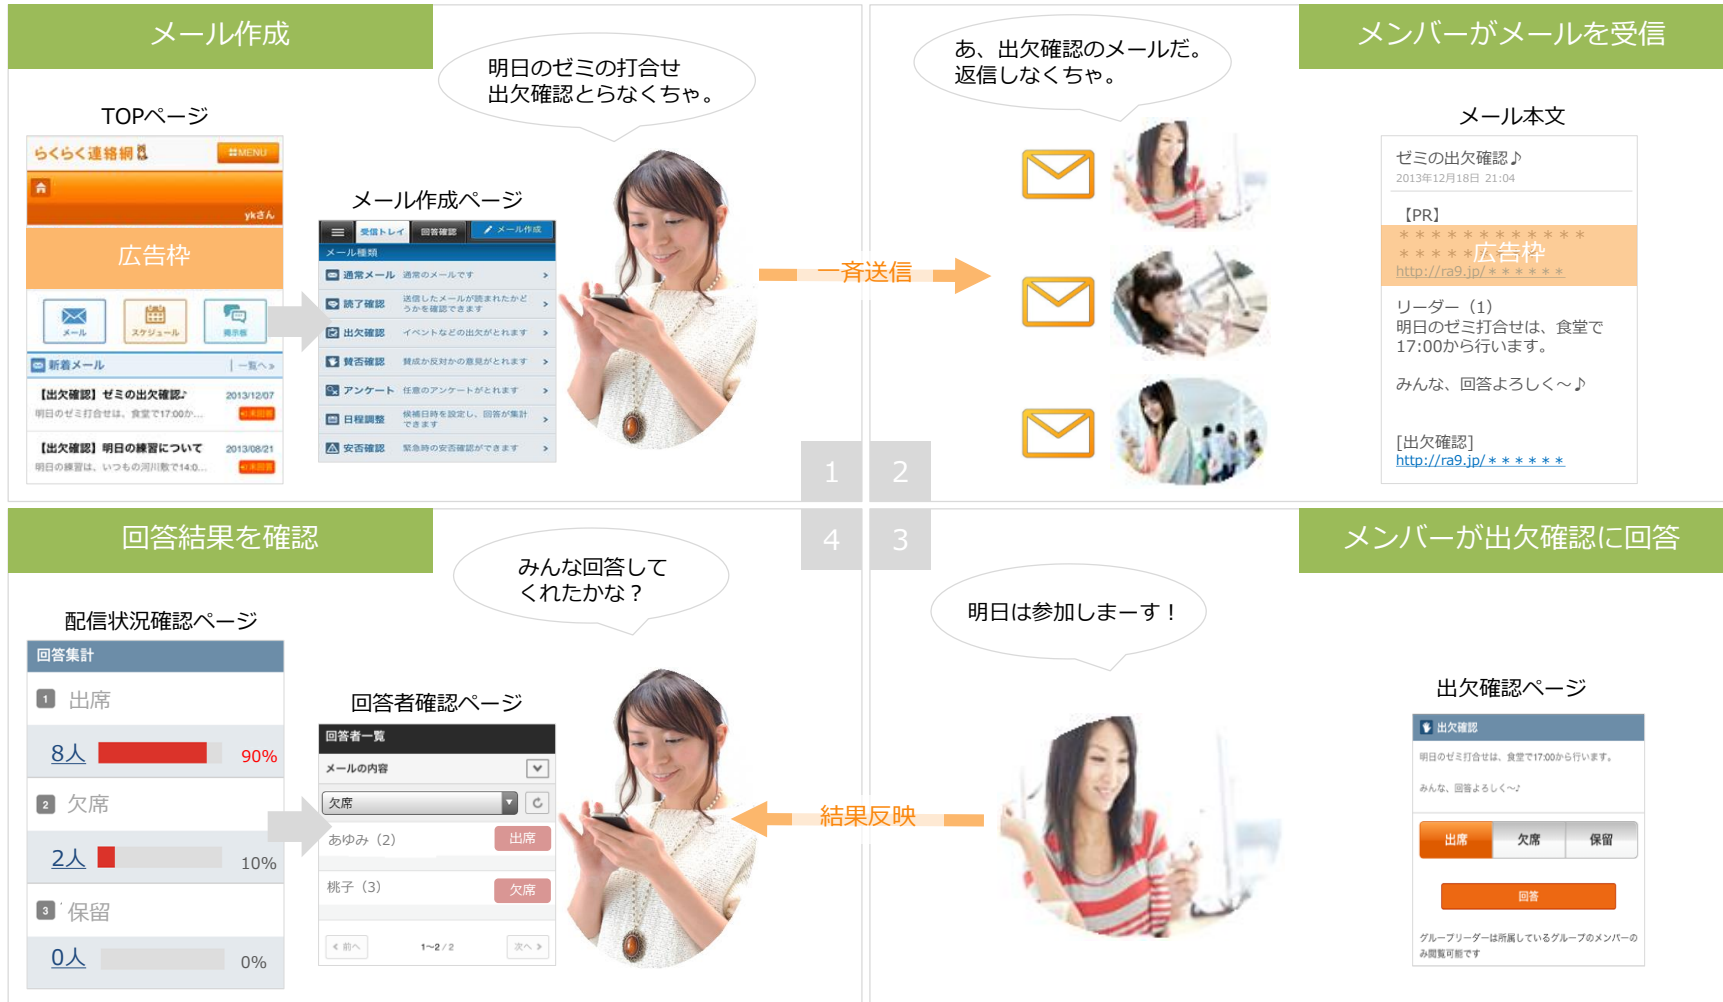 メール作成
明日のゼミの打合せ
出欠確認とらなくちゃ。
TOPページ
らくらく連絡網
MENU
ykさん
広告枠
メール
スケジュール
掲示板
新着メール
一覧へ»
【出欠確認】ゼミの出欠確認♪
2013/12/07
明日のゼミ打合せは、食堂で17:00か...
未回答
【出欠確認】明日の練習について
2013/08/21
明日の練習は、いつもの河川敷で14:0...
未回答
メール作成ページ
受信トレイ
回答確認
メール作成
メール種類
通常メール 通常のメールです
読了確認 送信したメールが読まれたかど
うかを確認できます
出欠確認 イベントなどの出欠がとれます
賛否確認 賛成か反対かの意見がとれます
アンケート 任意のアンケートがとれます
日程調整 候補日時を設定し、回答が集計
できます
安否確認 緊急時の安否確認ができます
1
一斉送信
メンバーがメールを受信
あ、出欠確認のメールだ。
返信しなくちゃ。
メール本文
ゼミの出欠確認♪
2013年12月18日 21:04
【PR】
＊＊＊＊＊＊＊＊＊＊＊＊
＊＊＊＊＊
広告枠
http://ra9.jp/＊＊＊＊＊＊
リーダー（1）
明日のゼミ打合せは、食堂で
17:00から行います。
みんな、回答よろしく～♪
[出欠確認]
http://ra9.jp/＊＊＊＊＊＊
2
メンバーが出欠確認に回答
3
明日は参加しまーす！
出欠確認ページ
出欠確認
明日のゼミ打合せは、食堂で17:00から行います。
みんな、回答よろしく～♪
出席
欠席
保留
回答
グループリーダーは所属しているグループのメンバーの
み閲覧可能です
結果反映
回答結果を確認
4
みんな回答して
くれたかな？
配信状況確認ページ
回答集計
1 出席
8人 90%
2 欠席
2人 10%
3 保留
0人 0%
回答者確認ページ
回答者一覧
メールの内容
欠席
あゆみ（2） 出席
桃子（3） 欠席
« 前へ
1～2 / 2
次へ »